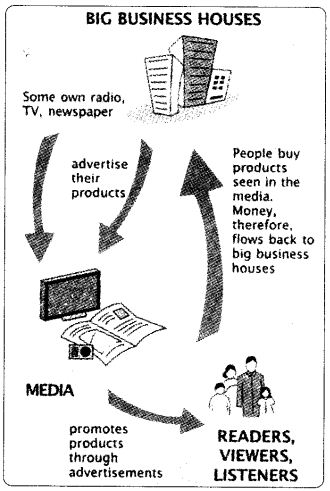 BIG BUSINESS HOUSES
Some own radio,
TV, newspaper
advertise
their
products
People buy
products
seen in the
media.
Money,
therefore,
flows back to
big business
houses
MEDIA
promotes
products
through
advertisements
READERS,
VIEWERS,
LISTENERS